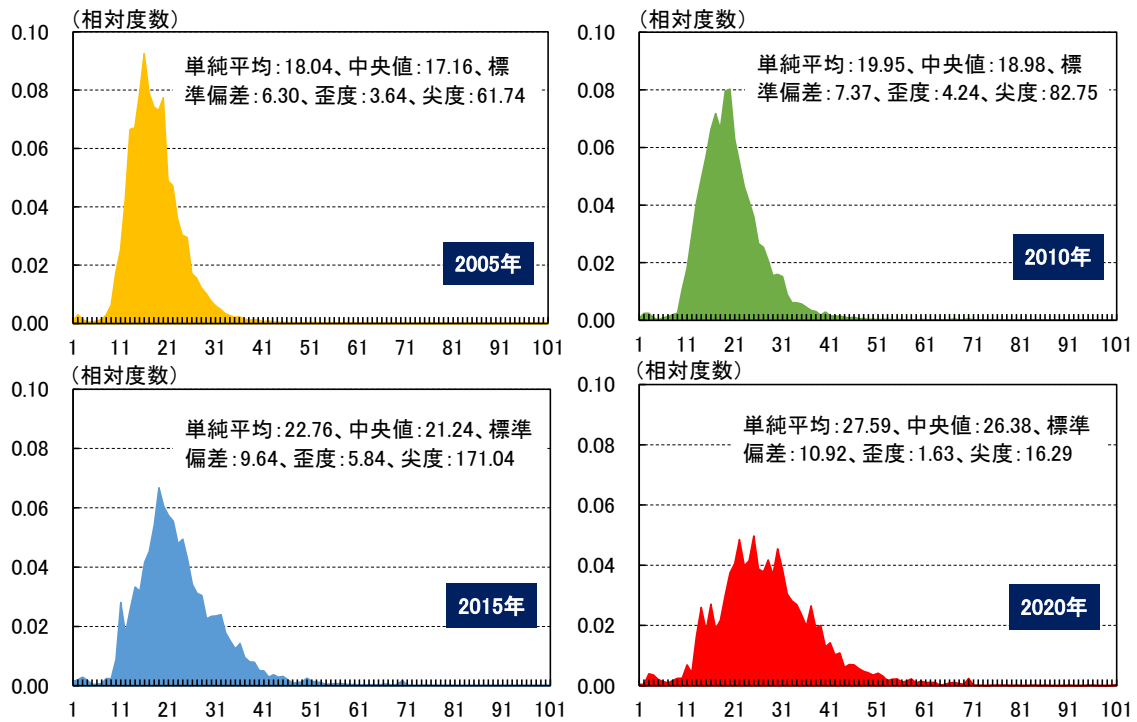 （相対度数）
0.10
0.08
0.06
0.04
0.02
0.00
単純平均：18.04、中央値：17.16、標
準偏差：6.30、歪度：3.64、尖度：61.74
2005年
1 11 21 31 41 51 61 71 81 91 101
（相対度数）
0.10
0.08
0.06
0.04
0.02
0.00
単純平均：19.95、中央値：18.98、標
準偏差：7.37、歪度：4.24、尖度：82.75
2010年
1 11 21 31 41 51 61 71 81 91 101
（相対度数）
0.10
0.08
0.06
0.04
0.02
0.00
単純平均：22.76、中央値：21.24、標準
偏差：9.64、歪度：5.84、尖度：171.04
2015年
1 11 21 31 41 51 61 71 81 91 101
（相対度数）
0.10
0.08
0.06
0.04
0.02
0.00
単純平均：27.59、中央値：26.38、標準
偏差：10.92、歪度：1.63、尖度：16.29
2020年
1 11 21 31 41 51 61 71 81 91 101